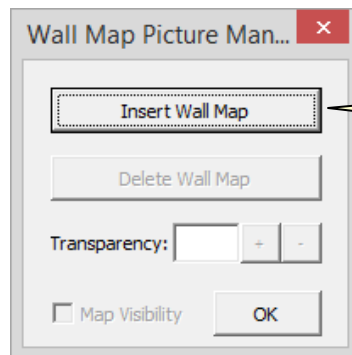 Wall Map Picture Man...
Insert Wall Map
Delete Wall Map
Transparency: + -
Map Visibility OK